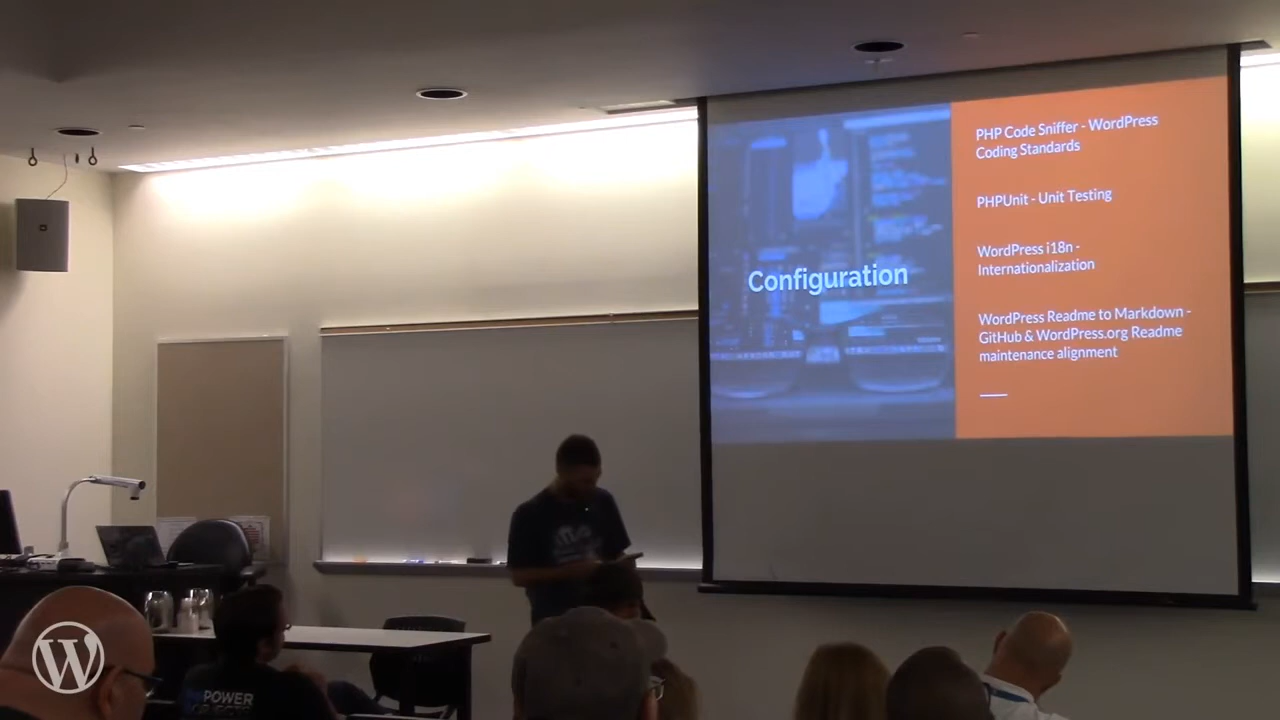 Configuration
PHP Code Sniffer - WordPress
Coding Standards
PHPUnit - Unit Testing
WordPress i18n -
Internationalization
WordPress Readme to Markdown -
GitHub & WordPress.org Readme
maintenance alignment
POWER